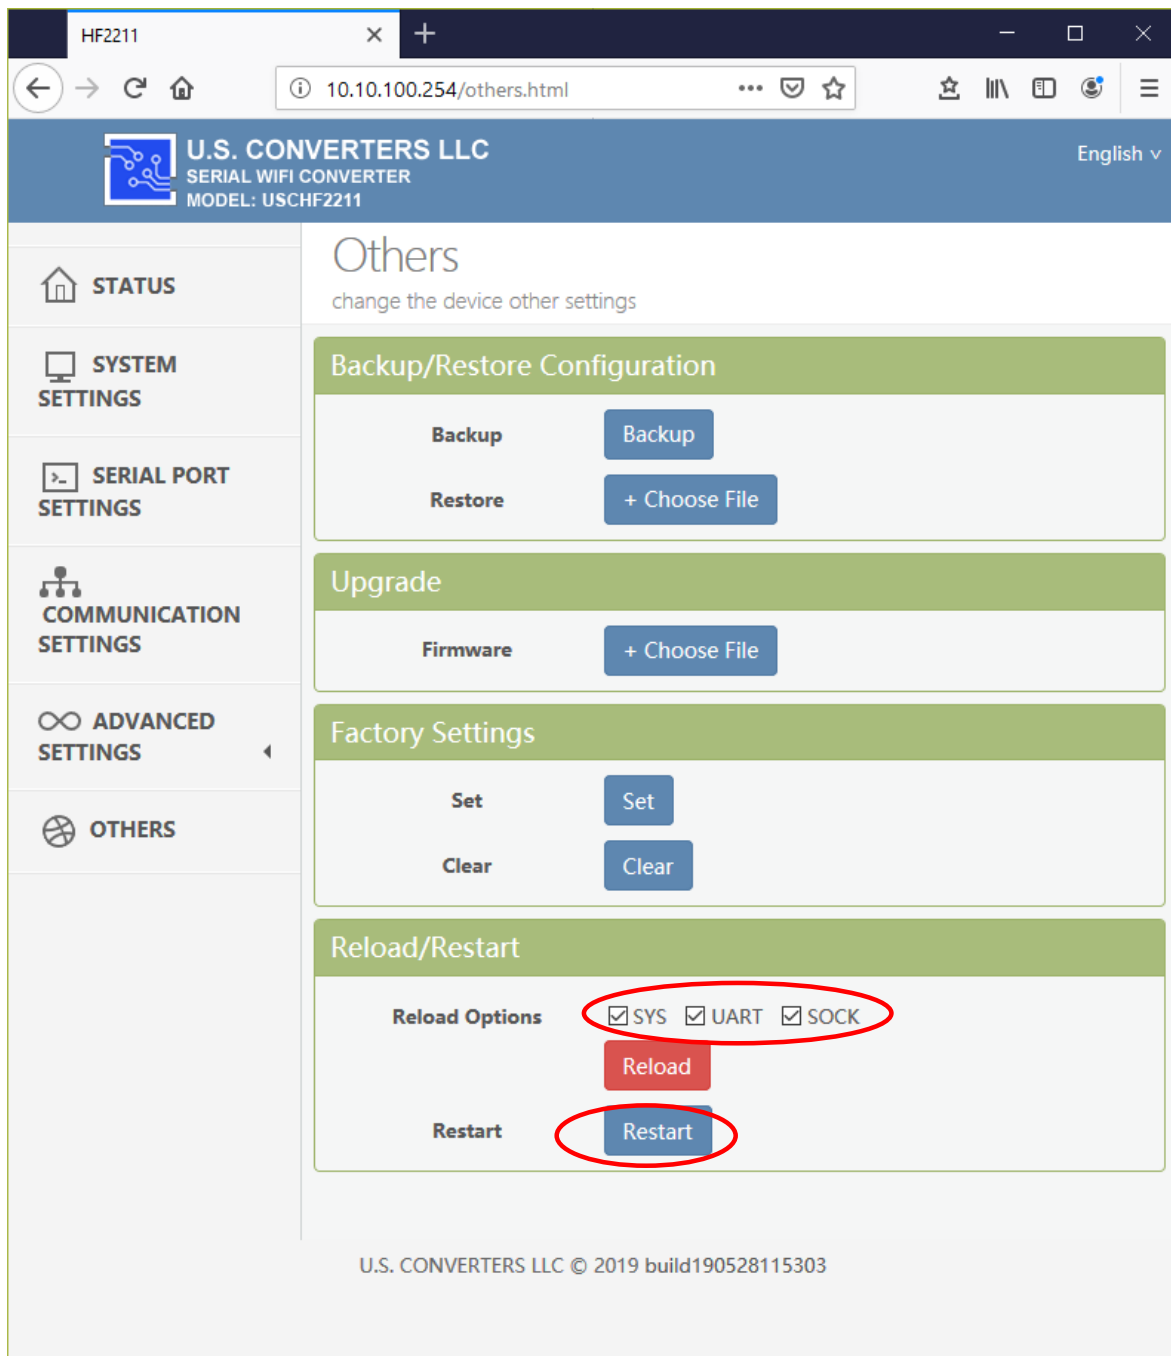 HF2211
10.10.100.254/others.html
U.S. CONVERTERS LLC
SERIAL WIFI CONVERTER
MODEL: USCHF2211
English
STATUS
SYSTEM
SETTINGS
SERIAL PORT
SETTINGS
COMMUNICATION
SETTINGS
ADVANCED
SETTINGS
OTHERS
Others
change the device other settings
Backup/Restore Configuration
Backup Backup
Restore + Choose File
Upgrade
Firmware + Choose File
Factory Settings
Set Set
Clear Clear
Reload/Restart
Reload Options SYS UART SOCK
Reload
Restart Restart
U.S. CONVERTERS LLC © 2019 build190528115303